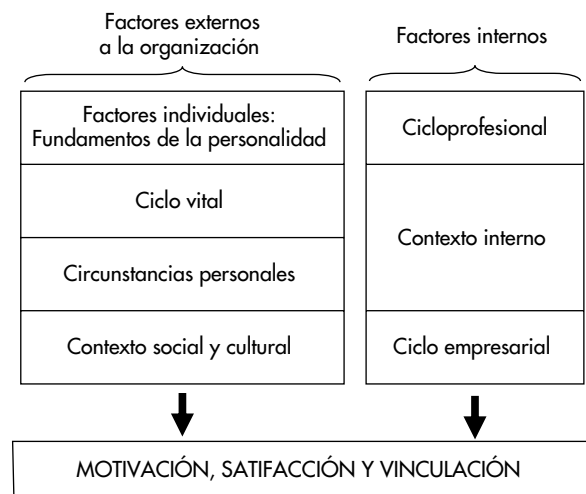 Factores externos
a la organización
Factores internos
Factores individuales:
Fundamentos de la personalidad
Ciclo vital
Circunstancias personales
Contexto social y cultural
Cicloprofesional
Contexto interno
Ciclo empresarial
MOTIVACIÓN, SATIFACCIÓN Y VINCULACIÓN